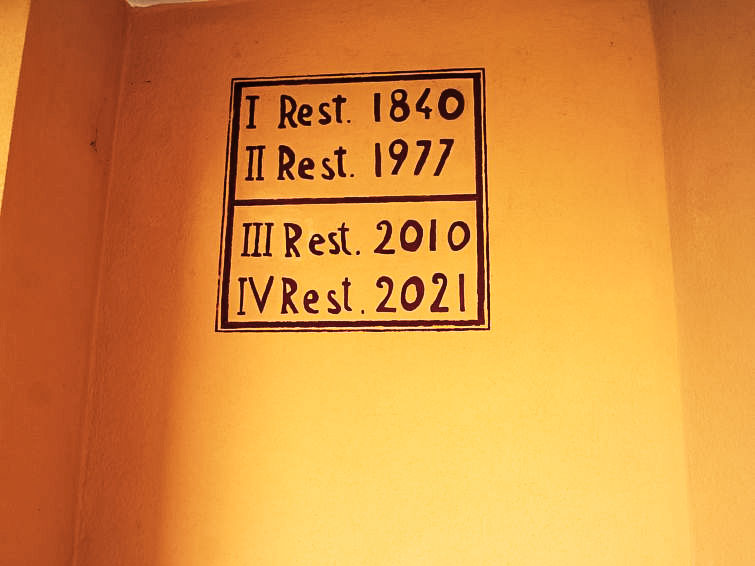 I Rest. 1840
II Rest. 1977
III Rest. 2010
IV Rest. 2021